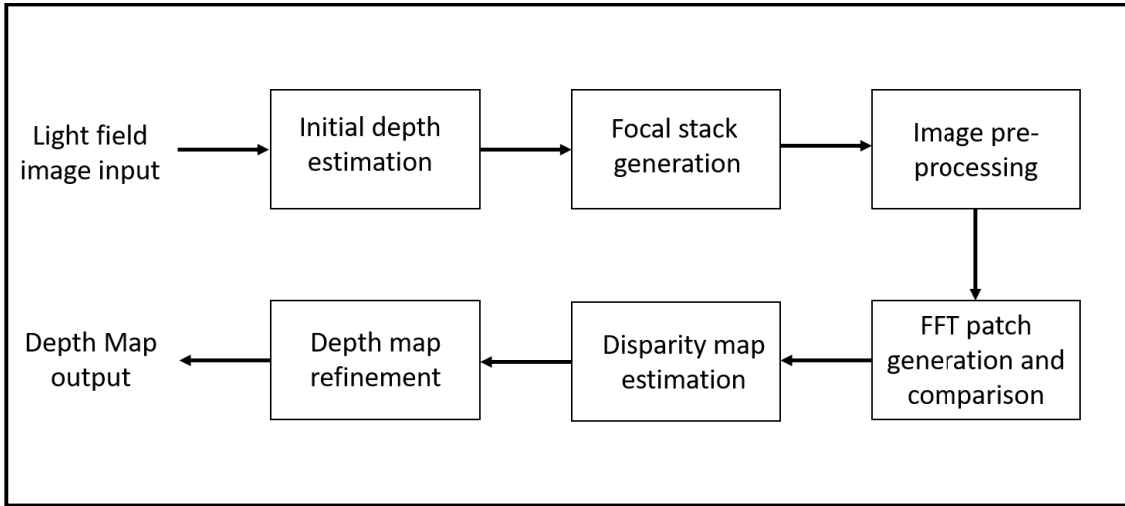 Light field
image input
Initial depth
estimation
Focal stack
generation
Image pre-
processing
FFT patch
generation and
comparison
Disparity map
estimation
Depth map
refinement
Depth Map
output